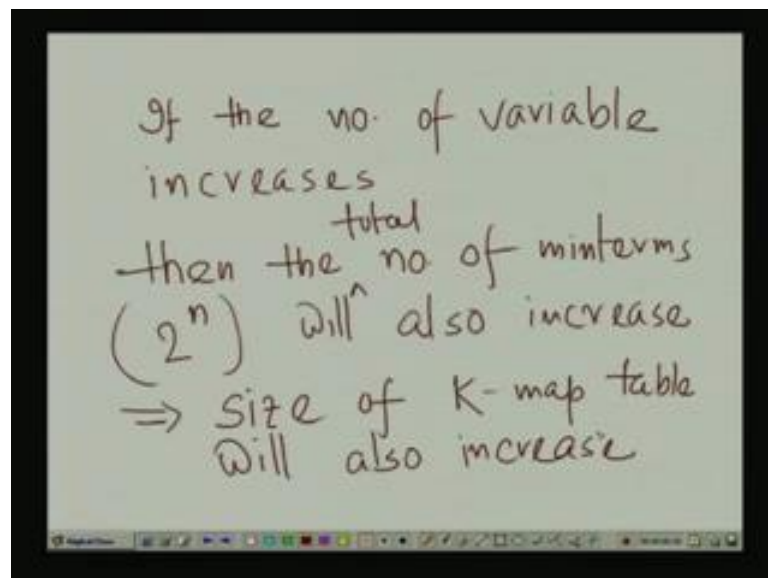 If the no. of variable
increases
then the total no of minterms
(2ⁿ) will also increase
⇒ size of K-map table
will also increase